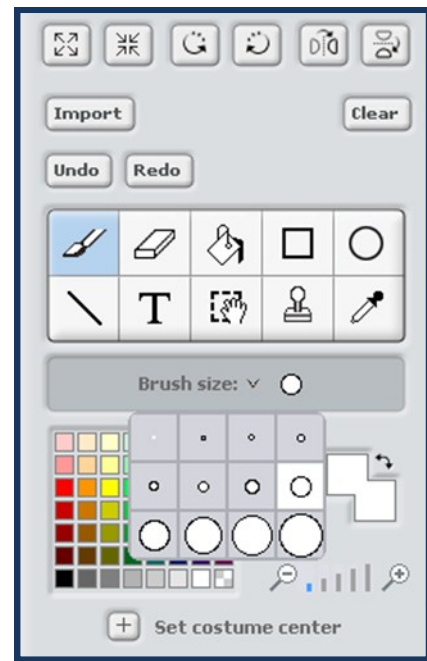 Import Clear
Undo Redo
T
Brush size:
Set costume center